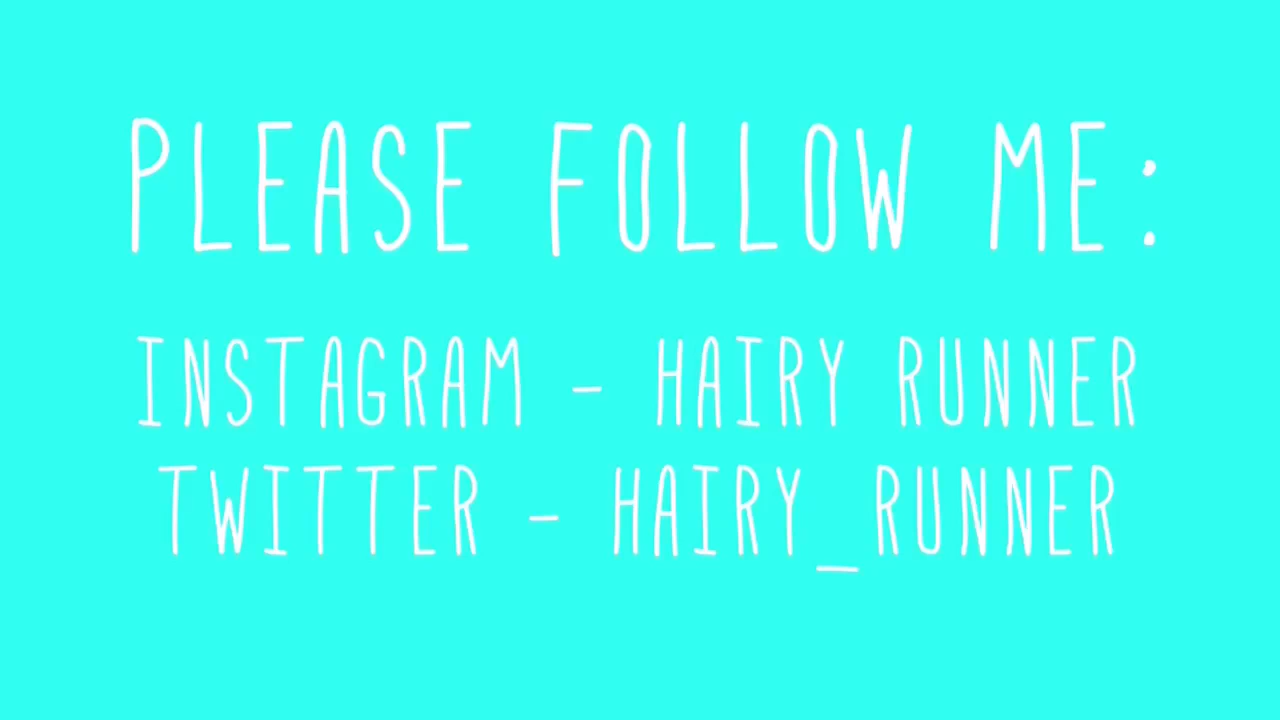 PLEASE FOLLOW ME:
INSTAGRAM - HAIRY RUNNER
TWITTER - HAIRY_RUNNER